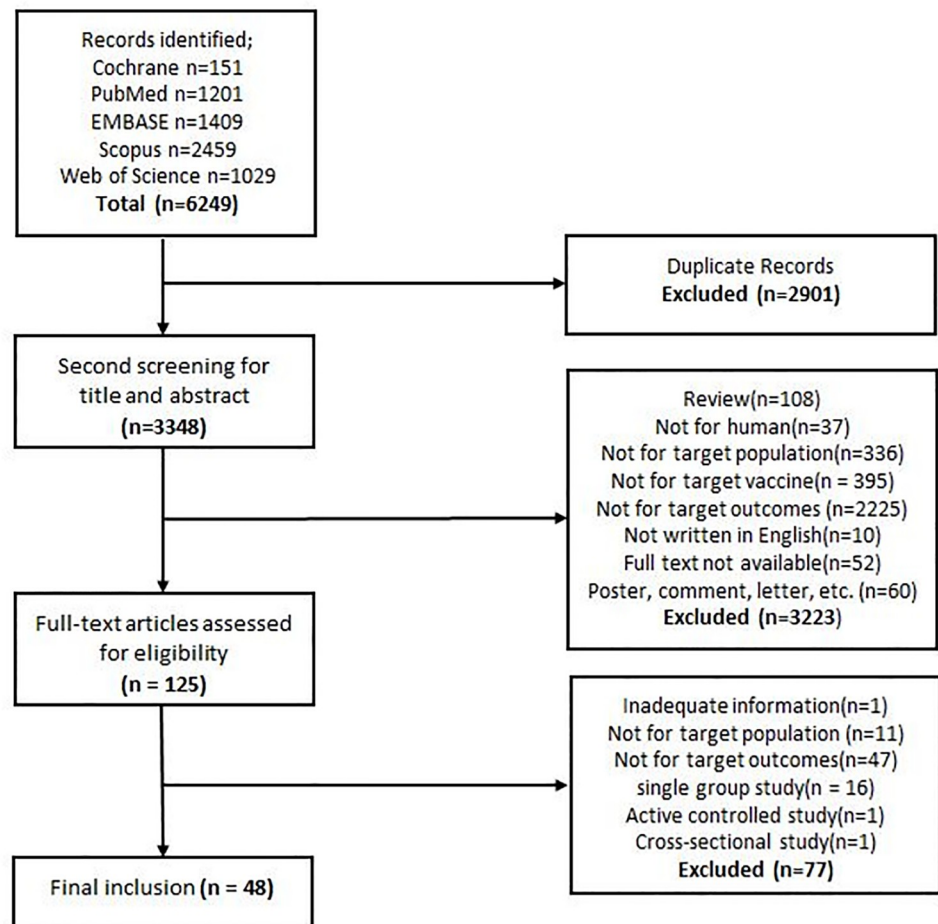 Records identified;
Cochrane n=151
PubMed n=1201
EMBASE n=1409
Scopus n=2459
Web of Science n=1029
Total (n=6249)
Duplicate Records
Excluded (n=2901)
Second screening for
title and abstract
(n=3348)
Review(n=108)
Not for human(n=37)
Not for target population(n=336)
Not for target vaccine(n = 395)
Not for target outcomes (n=2225)
Not written in English(n=10)
Full text not available(n=52)
Poster, comment, letter, etc. (n=60)
Excluded (n=3223)
Full-text articles assessed
for eligibility
(n = 125)
Inadequate information(n=1)
Not for target population (n=11)
Not for target outcomes(n=47)
single group study(n = 16)
Active controlled study(n=1)
Cross-sectional study(n=1)
Excluded (n=77)
Final inclusion (n = 48)